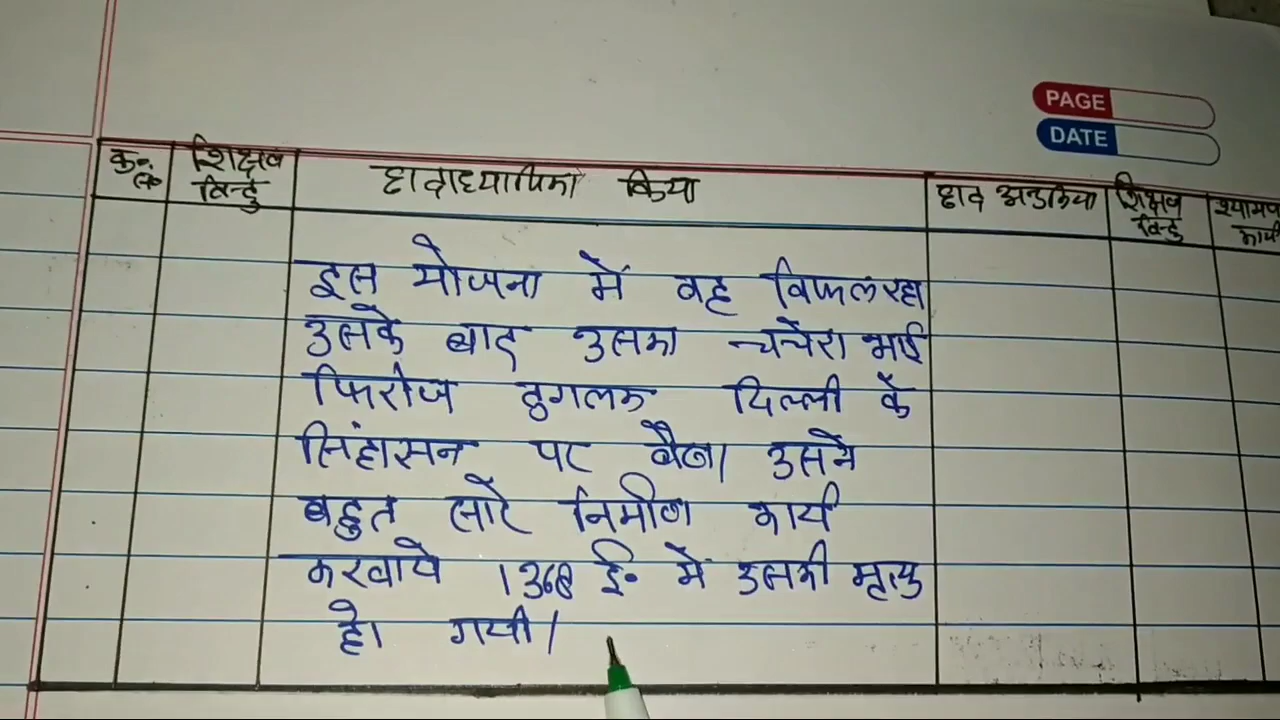 PAGE
DATE
क्र. सं. शिक्षण बिन्दु छात्राध्यापिका क्रिया छात्र अनुक्रिया शिक्षण बिन्दु श्यामप कार्य
इस योजना में वह विफल रहा
उसके बाद उसका चचेरा भाई
फिरोज तुगलक दिल्ली के
सिंहासन पर बैठा। उसने
बहुत सारे निर्माण कार्य
करवाये 1368 ई॰ में उसकी मृत्यु
हो गयी।